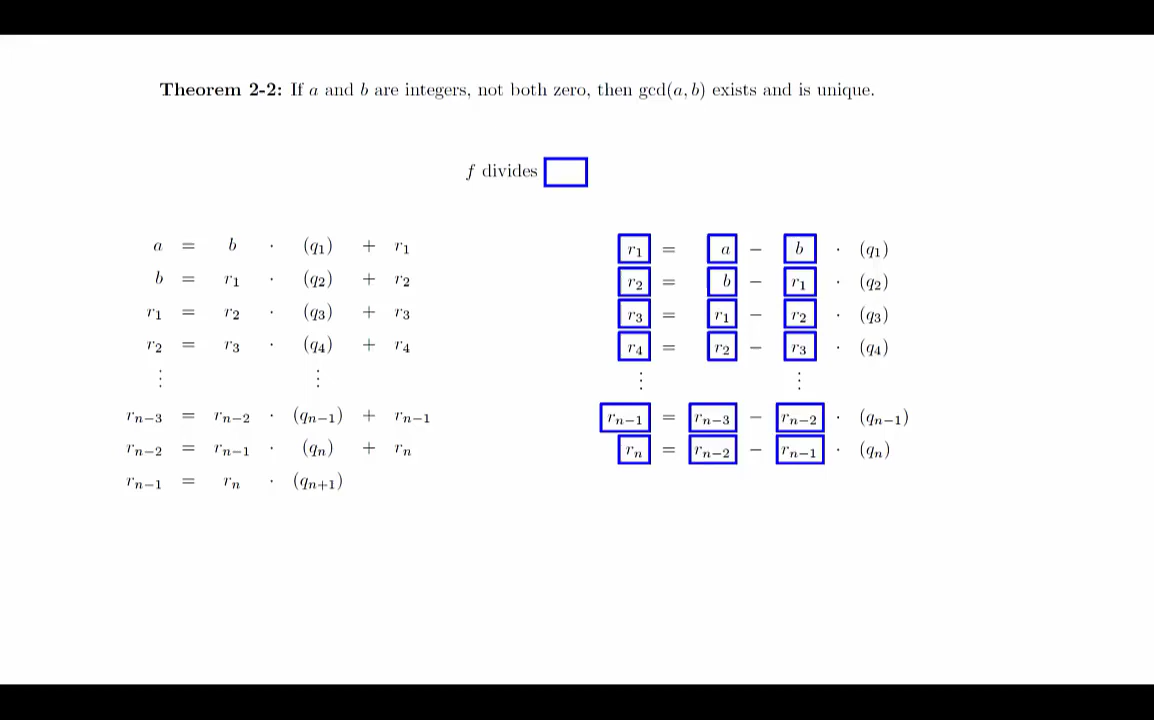 Theorem 2-2: If a and b are integers, not both zero, then gcd(a, b) exists and is unique.
f divides
a = b · (q₁) + r₁
b = r₁ · (q₂) + r₂
r₁ = r₂ · (q₃) + r₃
r₂ = r₃ · (q₄) + r₄
⋮ ⋮
rₙ₋₃ = rₙ₋₂ · (qₙ₋₁) + rₙ₋₁
rₙ₋₂ = rₙ₋₁ · (qₙ) + rₙ
rₙ₋₁ = rₙ · (qₙ₊₁)
r₁ = a − b · (q₁)
r₂ = b − r₁ · (q₂)
r₃ = r₁ − r₂ · (q₃)
r₄ = r₂ − r₃ · (q₄)
⋮ ⋮
rₙ₋₁ = rₙ₋₃ − rₙ₋₂ · (qₙ₋₁)
rₙ = rₙ₋₂ − rₙ₋₁ · (qₙ)